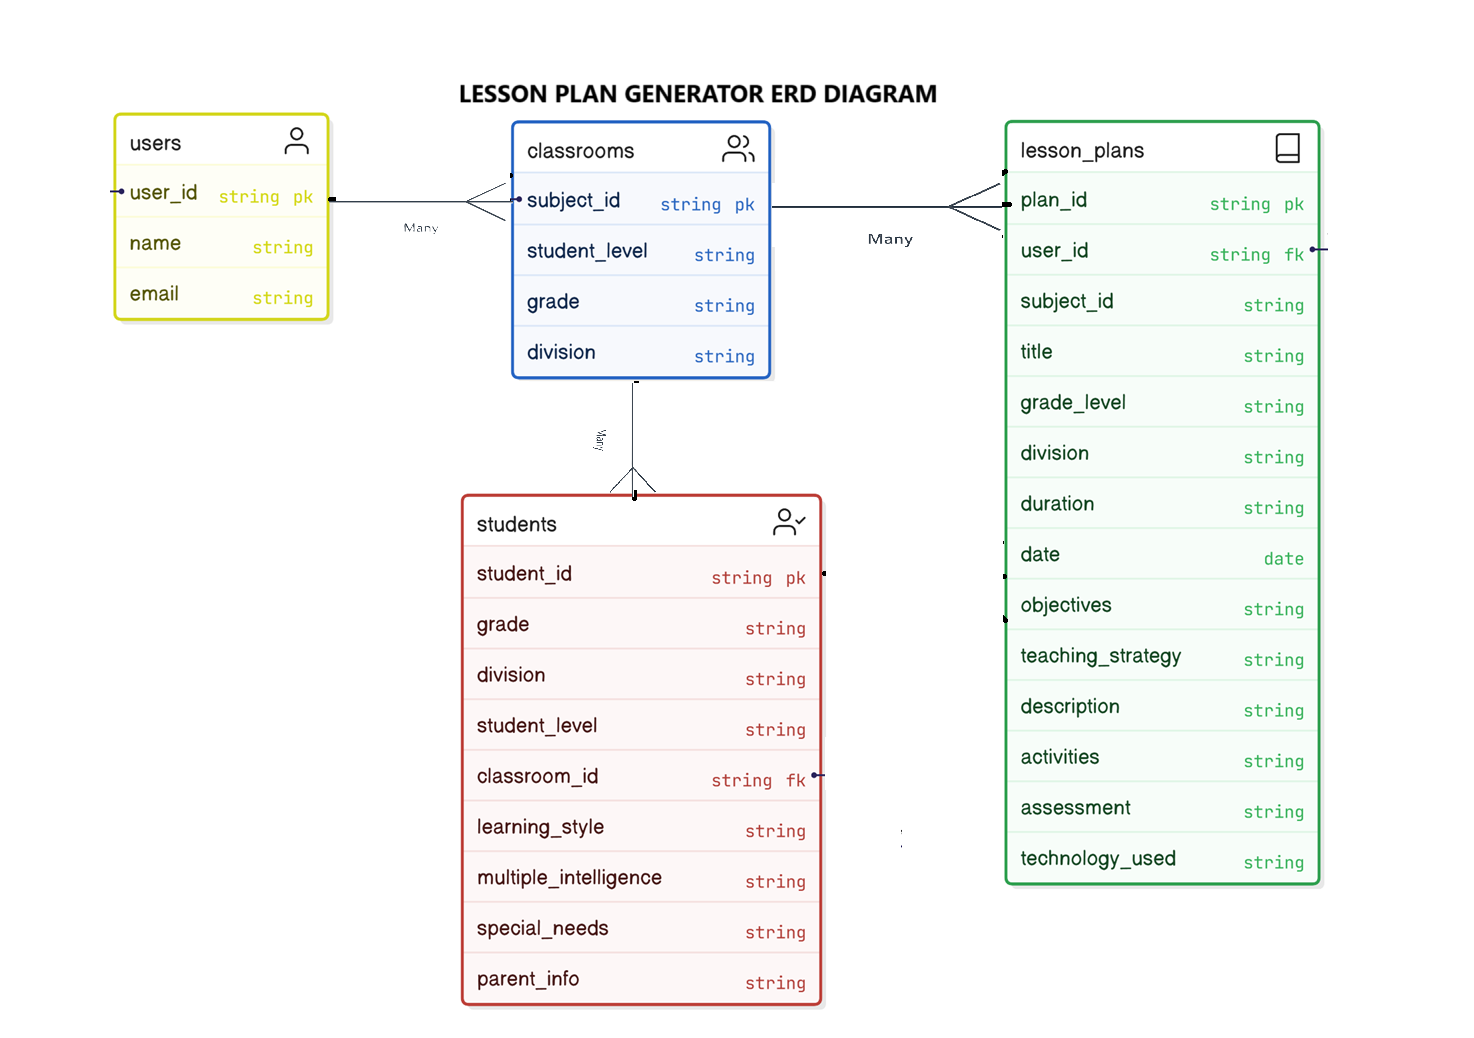 LESSON PLAN GENERATOR ERD DIAGRAM
users
user_id string pk
name string
email string
Many
classrooms
subject_id string pk
student_level string
grade string
division string
Many
Many
students
student_id string pk
grade string
division string
student_level string
classroom_id string fk
learning_style string
multiple_intelligence string
special_needs string
parent_info string
lesson_plans
plan_id string pk
user_id string fk
subject_id string
title string
grade_level string
division string
duration string
date date
objectives string
teaching_strategy string
description string
activities string
assessment string
technology_used string